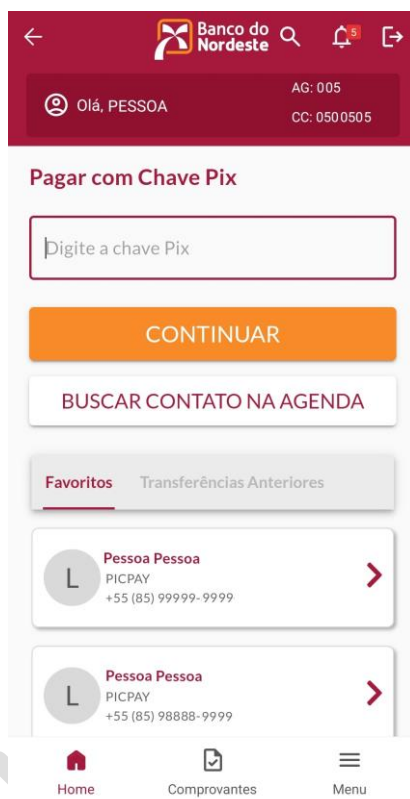 Banco do
Nordeste
5
Olá, PESSOA
AG: 005
CC: 0500505
Pagar com Chave Pix
Digite a chave Pix
CONTINUAR
BUSCAR CONTATO NA AGENDA
Favoritos Transferências Anteriores
L
Pessoa Pessoa
PICPAY
+55 (85) 99999-9999
L
Pessoa Pessoa
PICPAY
+55 (85) 98888-9999
Home Comprovantes Menu